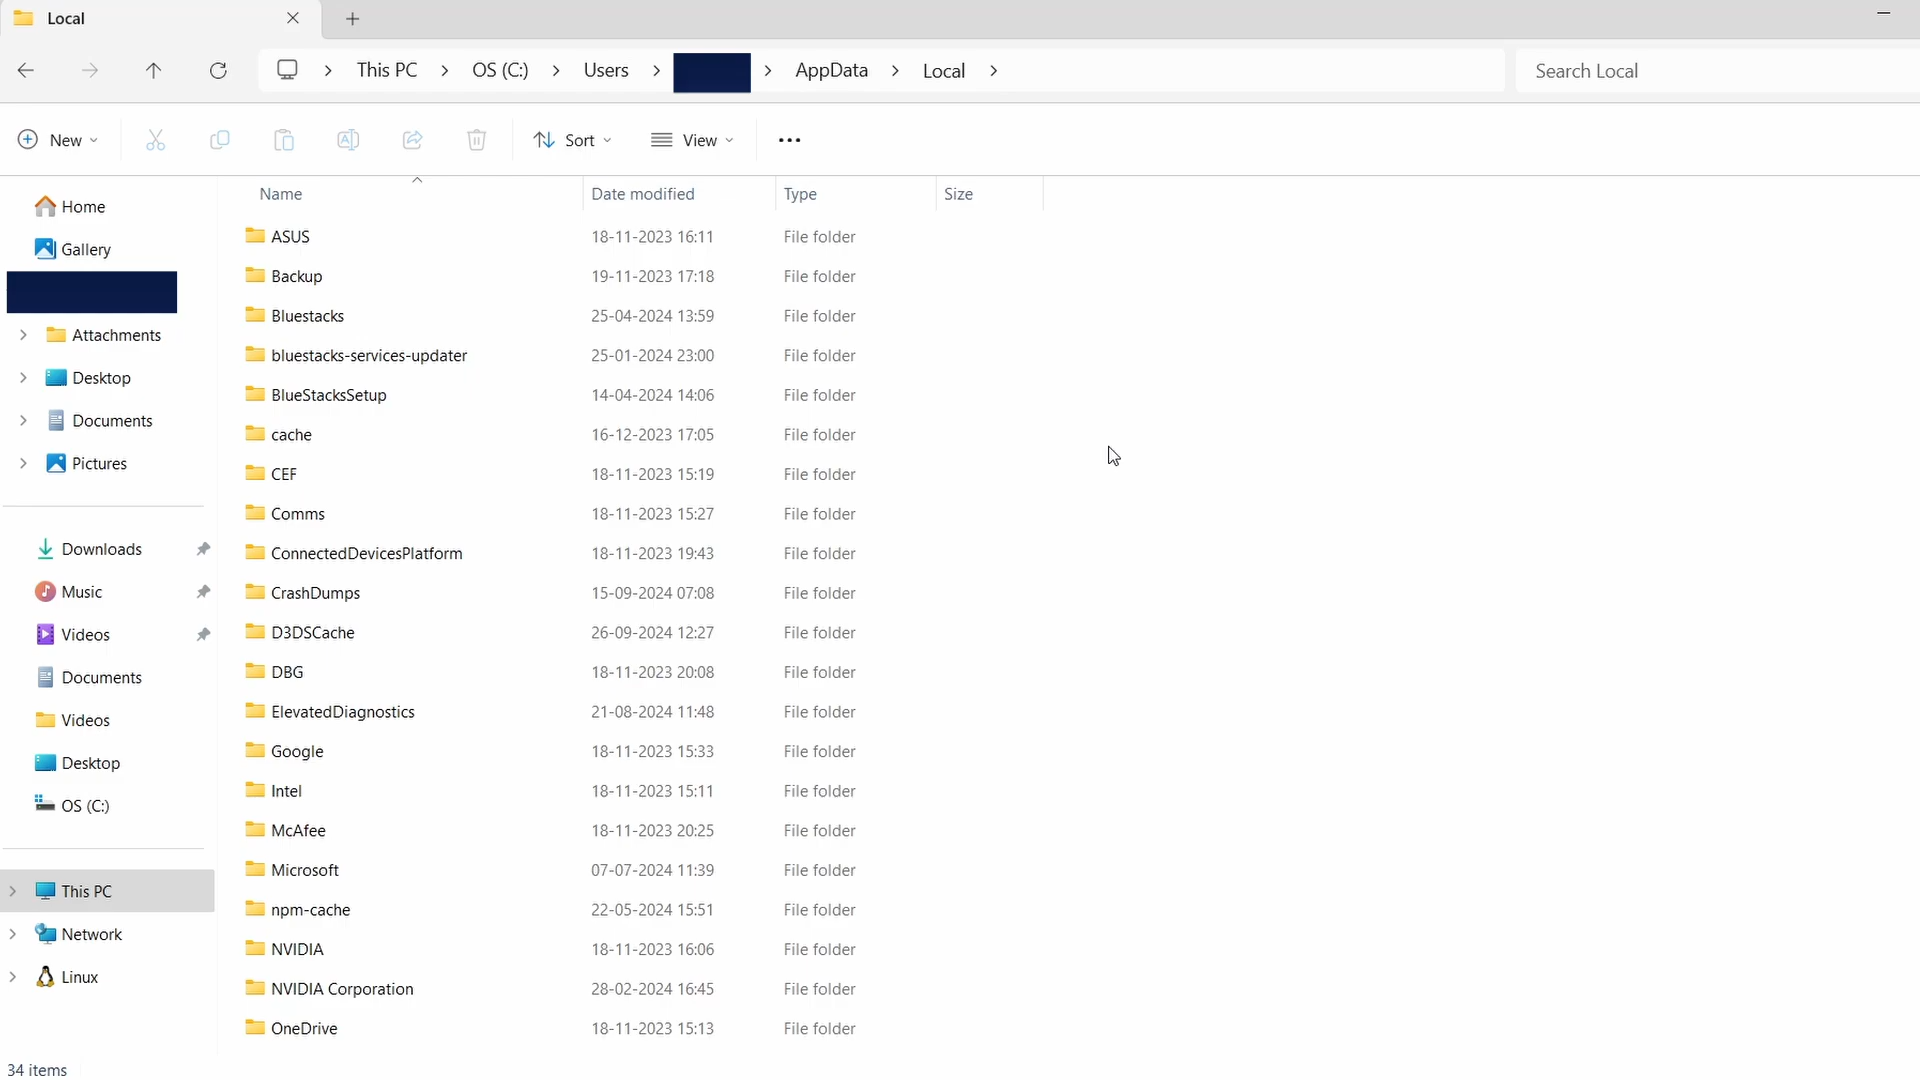 Local
This PC OS (C:) Users AppData Local
Search Local
New Sort View
Name Date modified Type Size
Home
Gallery
Attachments
Desktop
Documents
Pictures
Downloads
Music
Videos
Documents
Videos
Desktop
OS (C:)
This PC
Network
Linux
ASUS 18-11-2023 16:11 File folder
Backup 19-11-2023 17:18 File folder
Bluestacks 25-04-2024 13:59 File folder
bluestacks-services-updater 25-01-2024 23:00 File folder
BlueStacksSetup 14-04-2024 14:06 File folder
cache 16-12-2023 17:05 File folder
CEF 18-11-2023 15:19 File folder
Comms 18-11-2023 15:27 File folder
ConnectedDevicesPlatform 18-11-2023 19:43 File folder
CrashDumps 15-09-2024 07:08 File folder
D3DSCache 26-09-2024 12:27 File folder
DBG 18-11-2023 20:08 File folder
ElevatedDiagnostics 21-08-2024 11:48 File folder
Google 18-11-2023 15:33 File folder
Intel 18-11-2023 15:11 File folder
McAfee 18-11-2023 20:25 File folder
Microsoft 07-07-2024 11:39 File folder
npm-cache 22-05-2024 15:51 File folder
NVIDIA 18-11-2023 16:06 File folder
NVIDIA Corporation 28-02-2024 16:45 File folder
OneDrive 18-11-2023 15:13 File folder
34 items